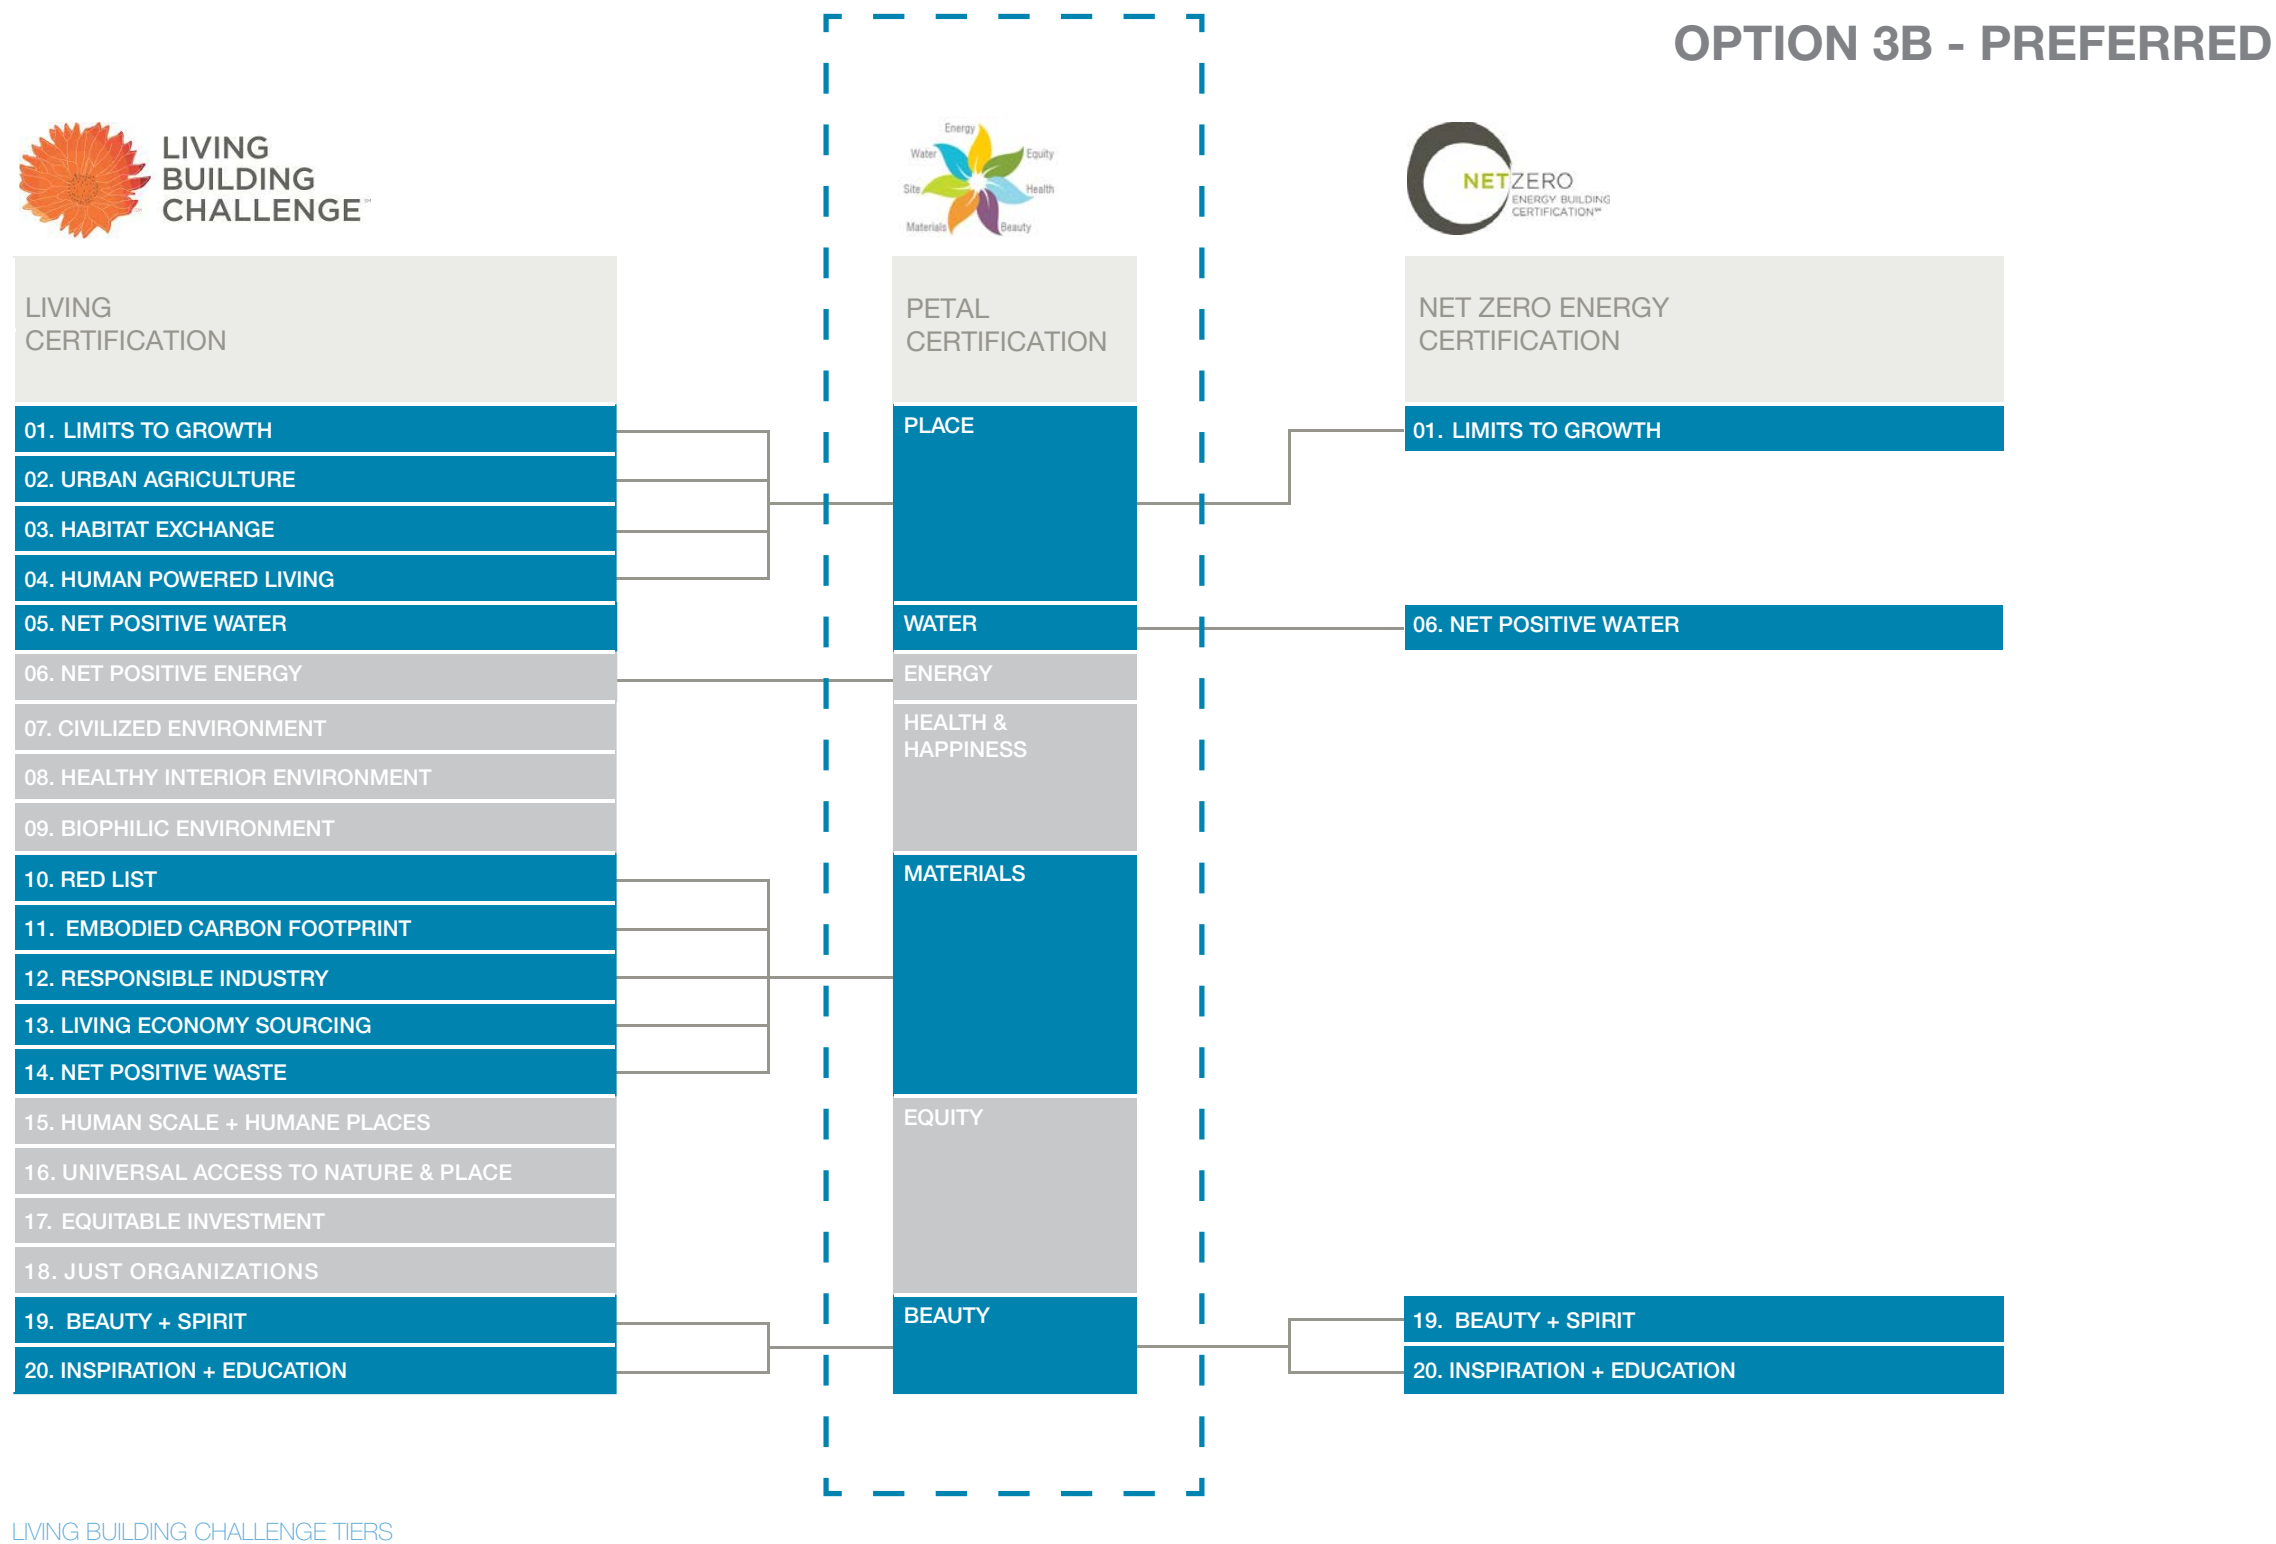 OPTION 3B - PREFERRED
LIVING
BUILDING
CHALLENGE℠
Energy
Water
Equity
Site
Health
Materials
Beauty
NETZERO
ENERGY BUILDING
CERTIFICATION℠
LIVING
CERTIFICATION
PETAL
CERTIFICATION
NET ZERO ENERGY
CERTIFICATION
01. LIMITS TO GROWTH
02. URBAN AGRICULTURE
03. HABITAT EXCHANGE
04. HUMAN POWERED LIVING
05. NET POSITIVE WATER
06. NET POSITIVE ENERGY
07. CIVILIZED ENVIRONMENT
08. HEALTHY INTERIOR ENVIRONMENT
09. BIOPHILIC ENVIRONMENT
10. RED LIST
11. EMBODIED CARBON FOOTPRINT
12. RESPONSIBLE INDUSTRY
13. LIVING ECONOMY SOURCING
14. NET POSITIVE WASTE
15. HUMAN SCALE + HUMANE PLACES
16. UNIVERSAL ACCESS TO NATURE & PLACE
17. EQUITABLE INVESTMENT
18. JUST ORGANIZATIONS
19. BEAUTY + SPIRIT
20. INSPIRATION + EDUCATION
PLACE
WATER
ENERGY
HEALTH &
HAPPINESS
MATERIALS
EQUITY
BEAUTY
01. LIMITS TO GROWTH
06. NET POSITIVE WATER
19. BEAUTY + SPIRIT
20. INSPIRATION + EDUCATION
LIVING BUILDING CHALLENGE TIERS